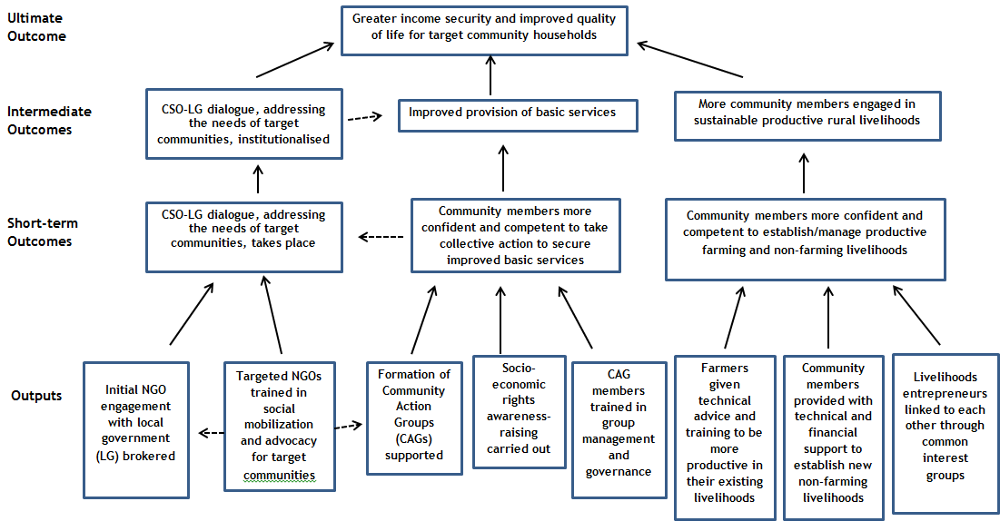 Ultimate
Outcome
Greater income security and improved quality
of life for target community households
Intermediate
Outcomes
CSO-LG dialogue, addressing
the needs of target
communities, institutionalised
Improved provision of basic services
More community members engaged in
sustainable productive rural livelihoods
Short-term
Outcomes
CSO-LG dialogue, addressing
the needs of target
communities, takes place
Community members more
confident and competent to take
collective action to secure
improved basic services
Community members more confident and
competent to establish/manage productive
farming and non-farming livelihoods
Outputs
Initial NGO
engagement
with local
government
(LG) brokered
Targeted NGOs
trained in
social
mobilization
and advocacy
for target
communities
Formation of
Community
Action
Groups
(CAGs)
supported
Socio-
economic
rights
awareness-
raising
carried out
CAG
members
trained in
group
management
and
governance
Farmers
given
technical
advice and
training to be
more
productive in
their existing
livelihoods
Community
members
provided with
technical and
financial
support to
establish new
non-farming
livelihoods
Livelihoods
entrepreneurs
linked to each
other through
common
interest
groups